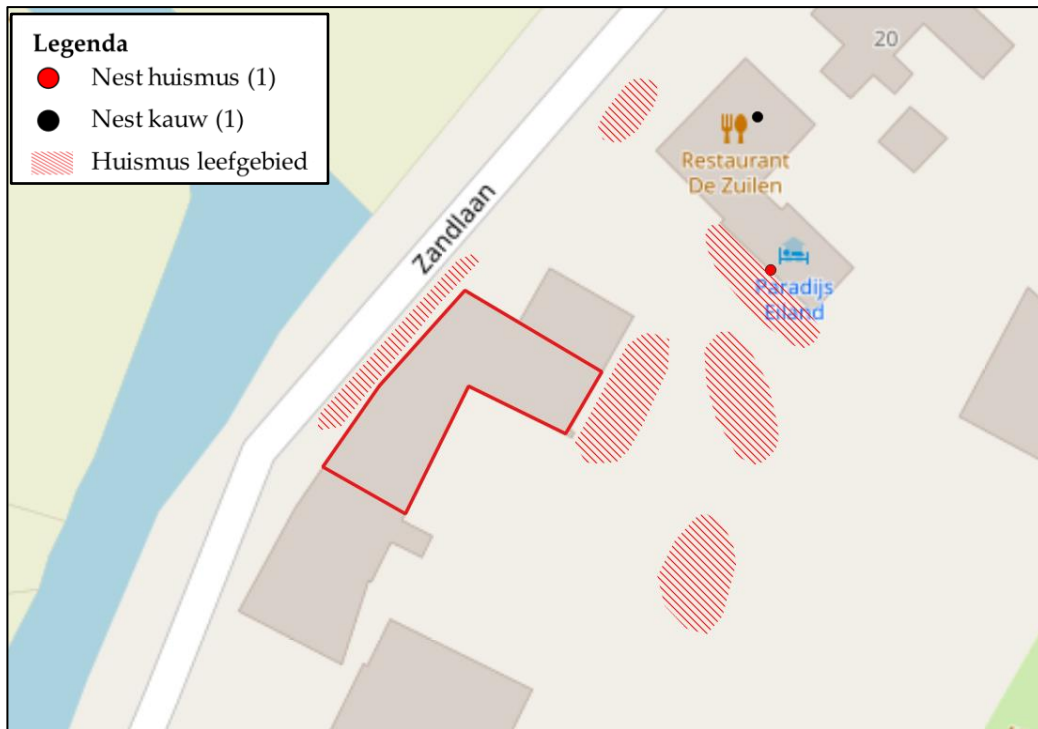 Legenda
Nest huismus (1)
Nest kauw (1)
Huismus leefgebied
20
Restaurant
De Zuilen
Zandlaan
Paradijs
Eiland